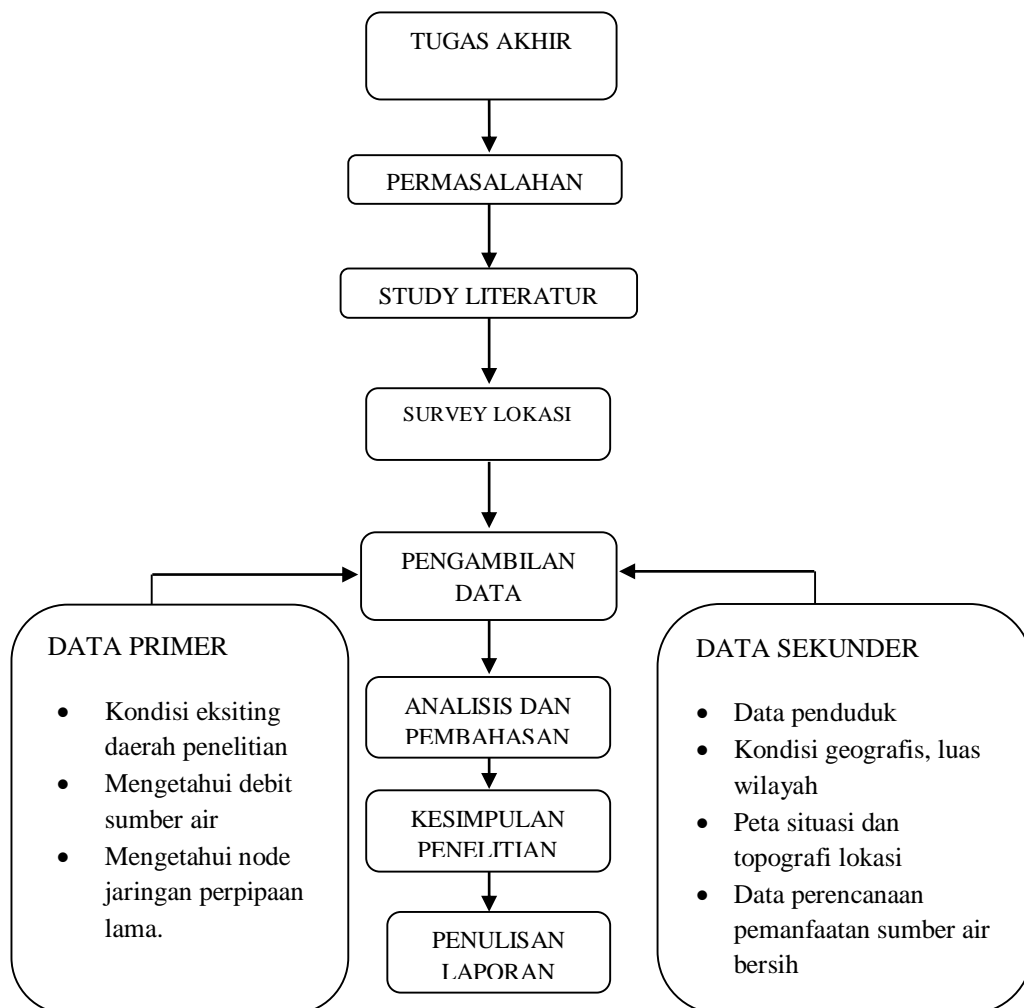 TUGAS AKHIR
PERMASALAHAN
STUDY LITERATUR
SURVEY LOKASI
PENGAMBILAN
DATA
DATA PRIMER
• Kondisi eksiting
daerah penelitian
• Mengetahui debit
sumber air
• Mengetahui node
jaringan perpipaan
lama.
DATA SEKUNDER
• Data penduduk
• Kondisi geografis, luas
wilayah
• Peta situasi dan
topografi lokasi
• Data perencanaan
pemanfaatan sumber air
bersih
ANALISIS DAN
PEMBAHASAN
KESIMPULAN
PENELITIAN
PENULISAN
LAPORAN